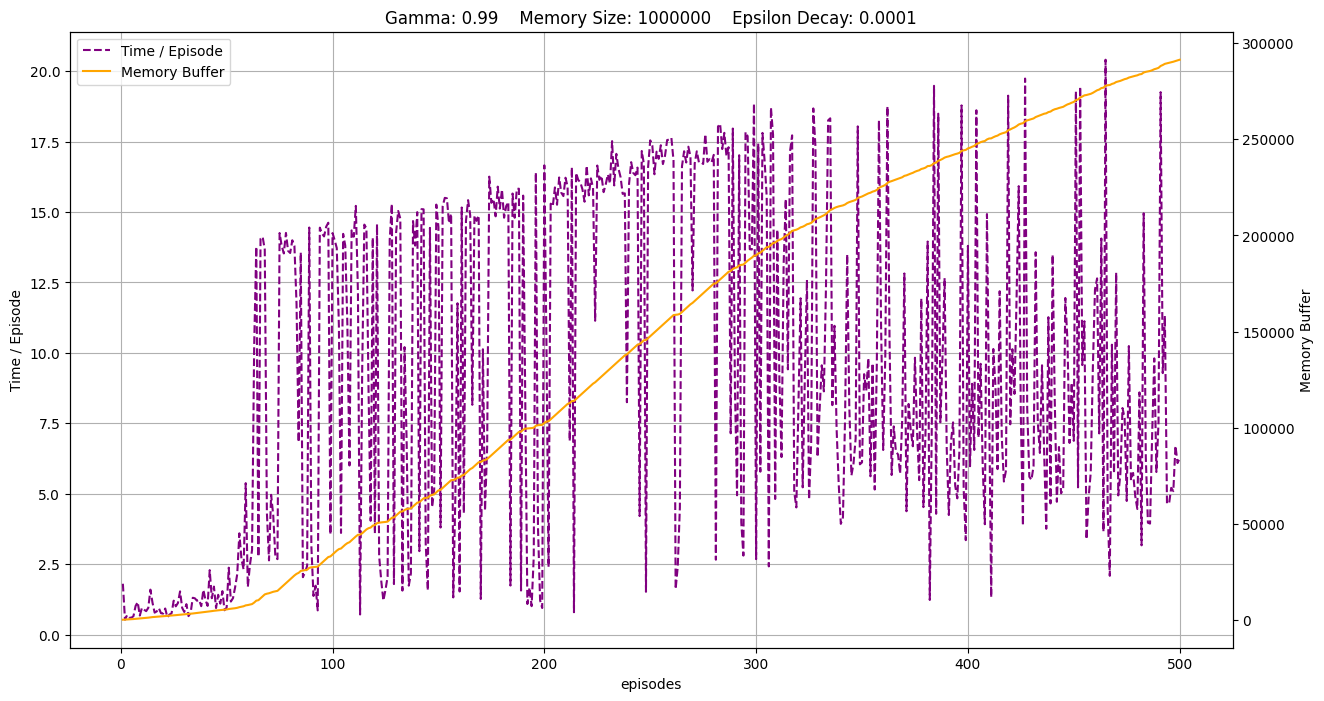 Gamma: 0.99    Memory Size: 1000000    Epsilon Decay: 0.0001
Time / Episode
Memory Buffer
20.0
17.5
15.0
12.5
10.0
7.5
5.0
2.5
0.0
Time / Episode
300000
250000
200000
150000
100000
50000
0
Memory Buffer
0 100 200 300 400 500
episodes